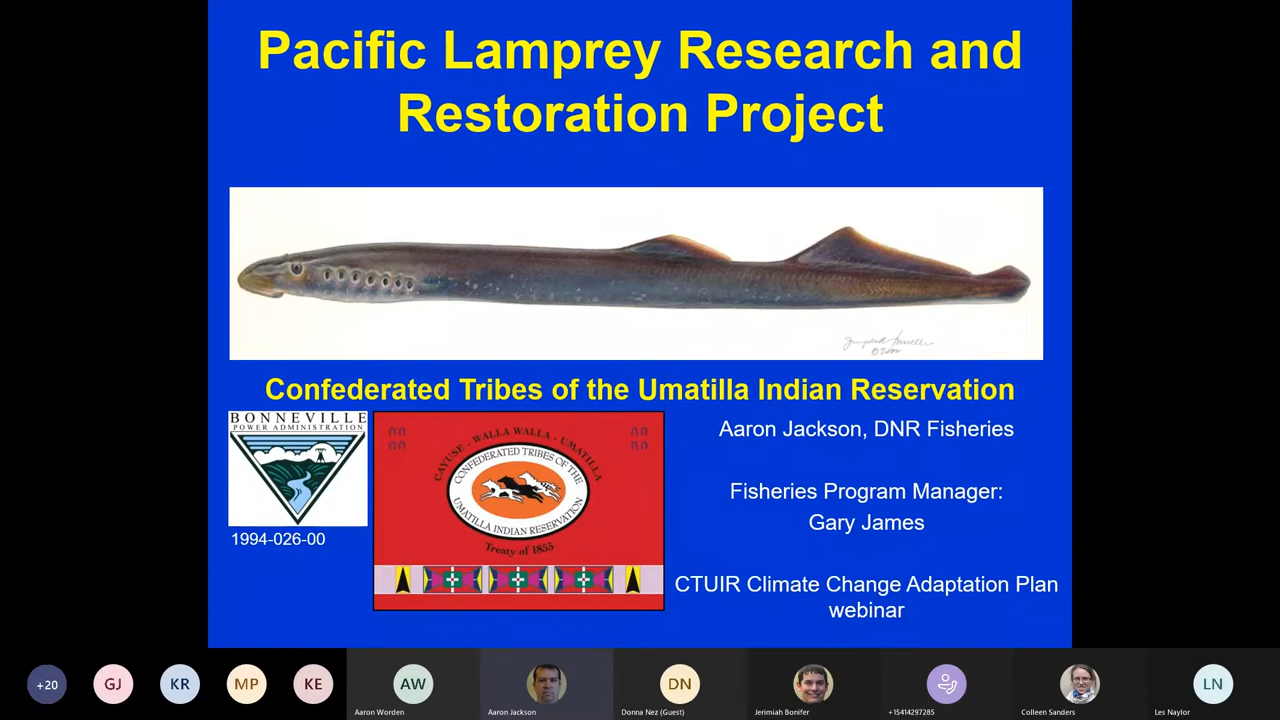 Pacific Lamprey Research and
Restoration Project
©2000
Confederated Tribes of the Umatilla Indian Reservation
BONNEVILLE
POWER ADMINISTRATION
1994-026-00
CAYUSE - WALLA WALLA - UMATILLA
CONFEDERATED TRIBES OF THE
UMATILLA INDIAN RESERVATION
Treaty of 1855
Aaron Jackson, DNR Fisheries
Fisheries Program Manager:
Gary James
CTUIR Climate Change Adaptation Plan
webinar
+20
GJ
KR
MP
KE
AW
Aaron Worden
Aaron Jackson
DN
Donna Nez (Guest)
Jerimiah Bonifer
+15414297285
Colleen Sanders
LN
Les Naylor